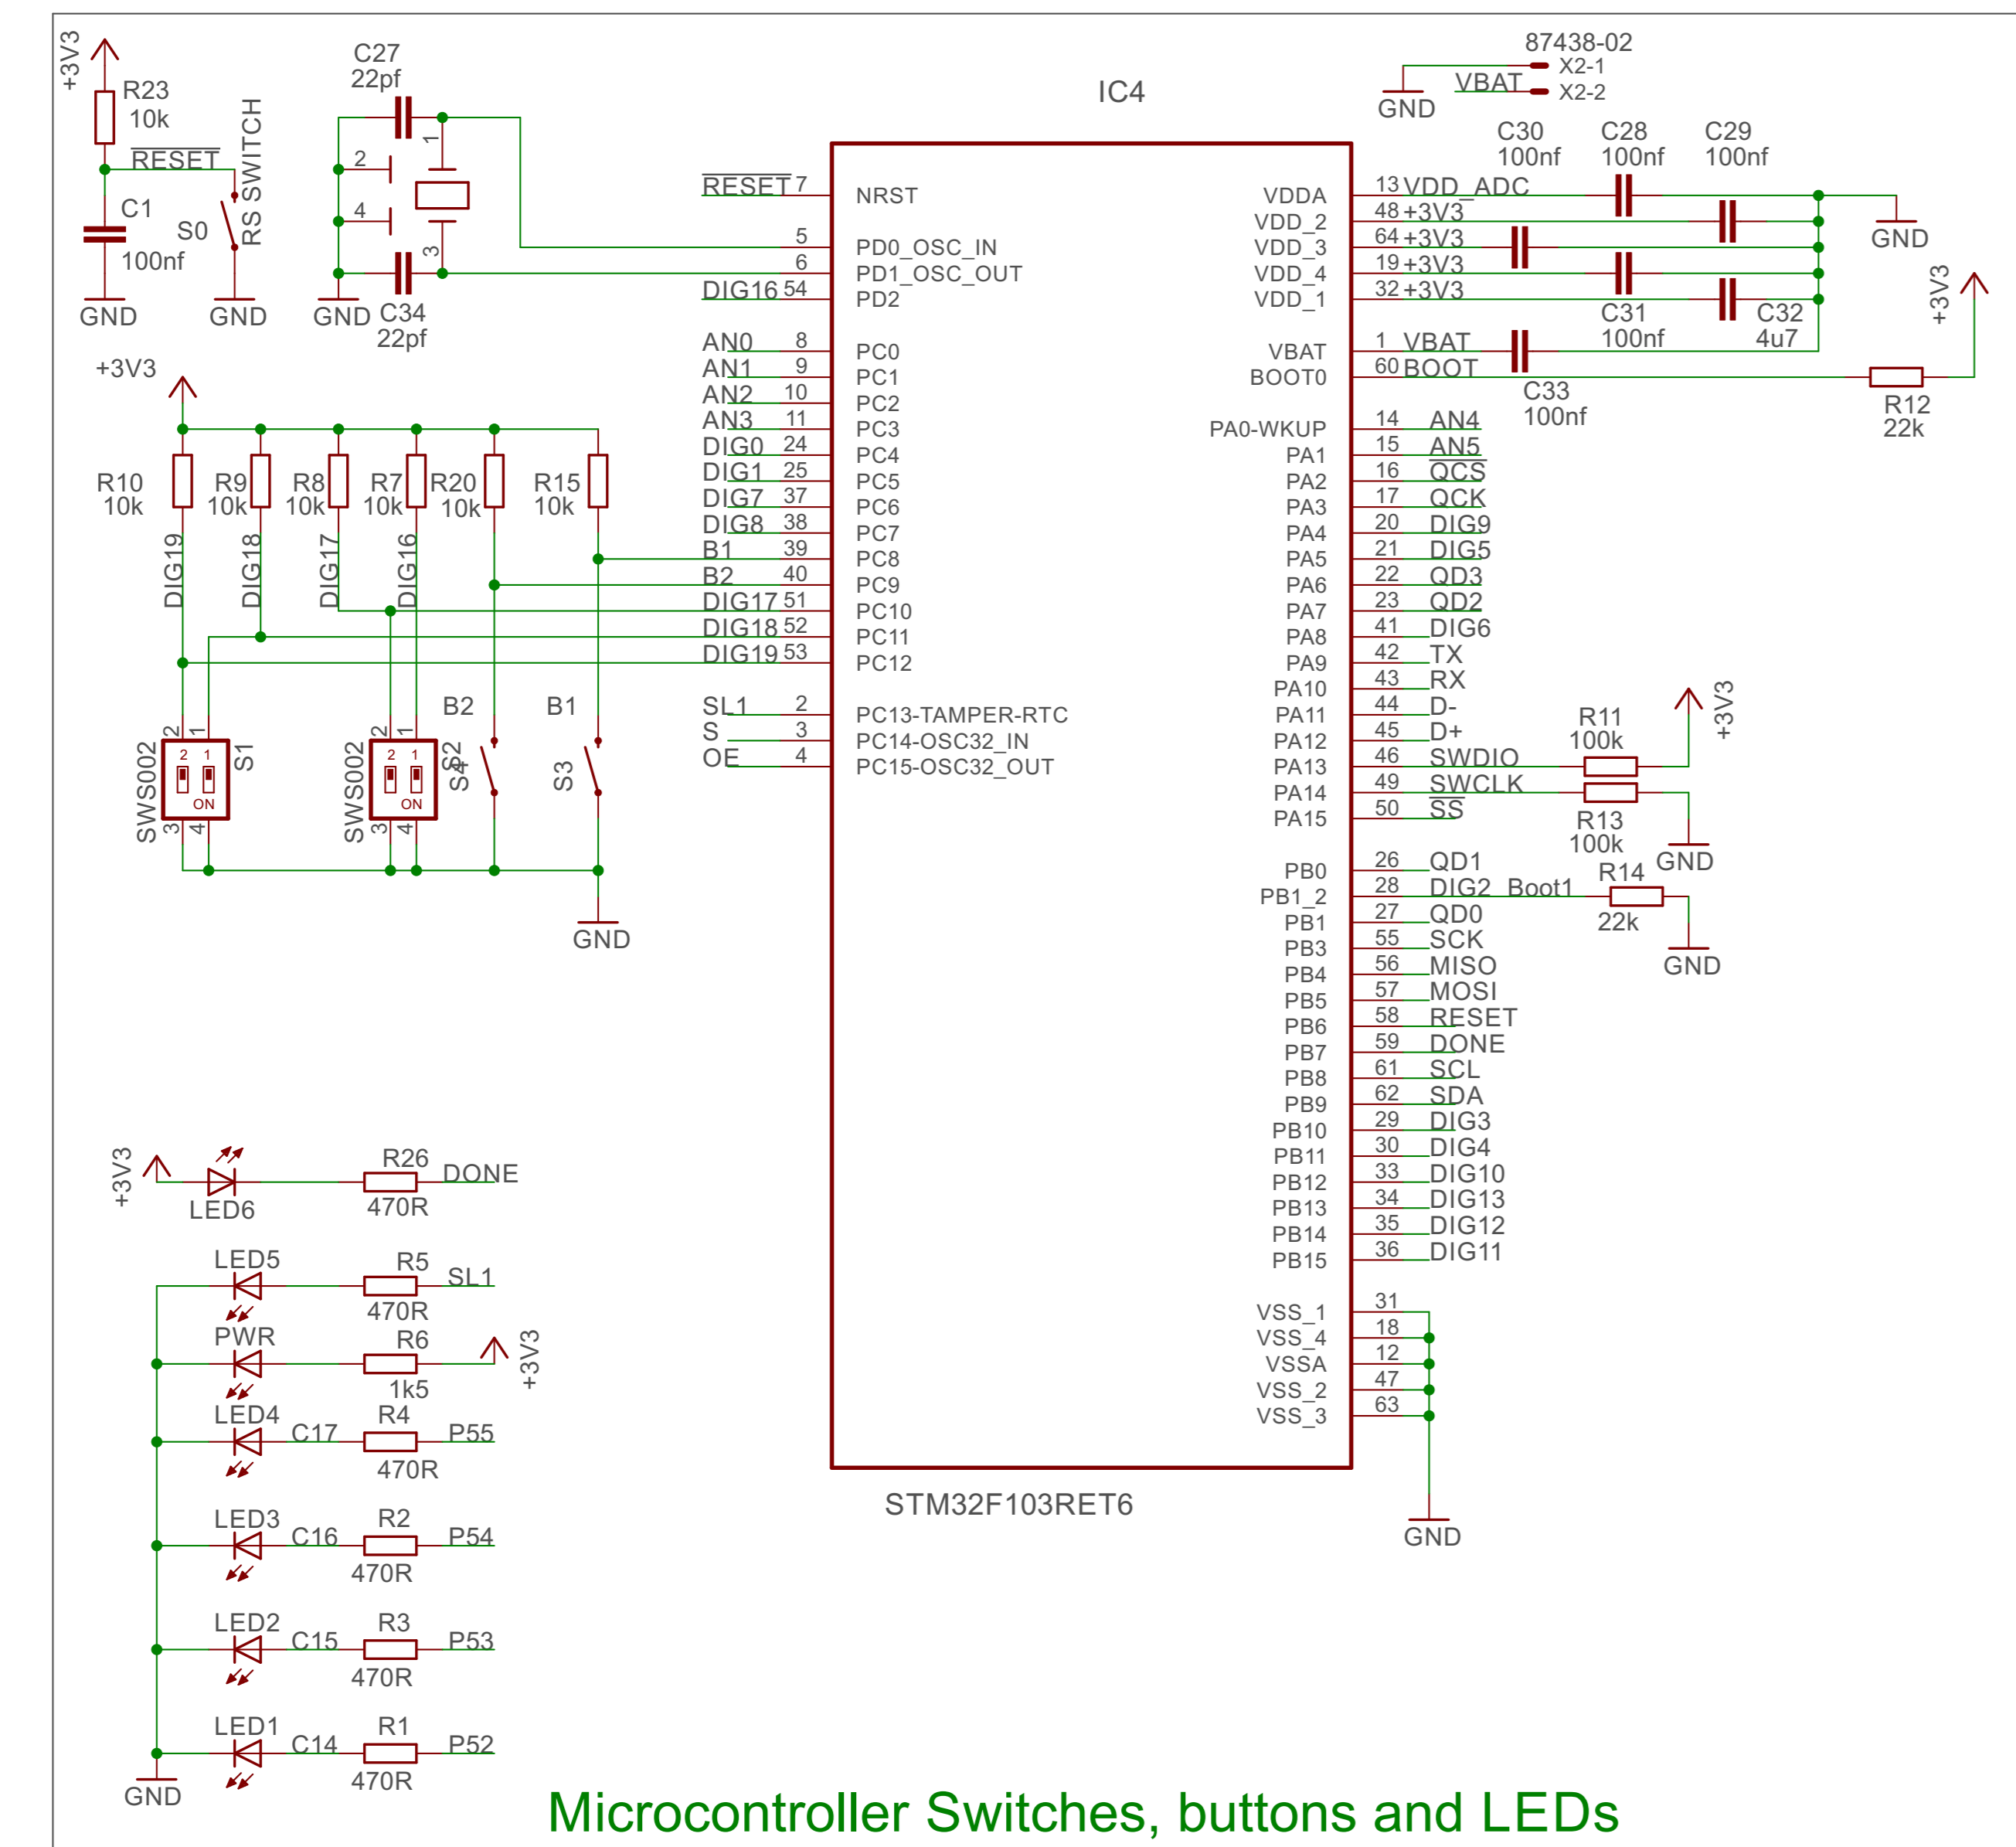 +3V3
R23
10k
RESET
C1
100nf
GND
S0
RS SWITCH
GND
C27
22pf
1
2
4
3
GND
C34
22pf
+3V3
R10
10k
R9
10k
R8
10k
R7
10k
R20
10k
R15
10k
DIG19
DIG18
DIG17
DIG16
SWS002
2
1
2
1
ON
3
4
S1
SWS002
2
1
2
1
ON
3
4
S2
B2
S4
B1
S3
GND
+3V3
LED6
R26
470R
DONE
LED5
R5
470R
SL1
PWR
R6
1k5
+3V3
LED4
C17
R4
470R
P55
LED3
C16
R2
470R
P54
LED2
C15
R3
470R
P53
LED1
C14
R1
470R
P52
GND
IC4
RESET 7 NRST
5 PD0_OSC_IN
6 PD1_OSC_OUT
DIG16 54 PD2
AN0 8 PC0
AN1 9 PC1
AN2 10 PC2
AN3 11 PC3
DIG0 24 PC4
DIG1 25 PC5
DIG7 37 PC6
DIG8 38 PC7
B1 39 PC8
B2 40 PC9
DIG17 51 PC10
DIG18 52 PC11
DIG19 53 PC12
SL1 2 PC13-TAMPER-RTC
S 3 PC14-OSC32_IN
OE 4 PC15-OSC32_OUT
VDDA 13 VDD_ADC
VDD_2 48 +3V3
VDD_3 64 +3V3
VDD_4 19 +3V3
VDD_1 32 +3V3
VBAT 1 VBAT
BOOT0 60 BOOT
PA0-WKUP 14 AN4
PA1 15 AN5
PA2 16 QCS
PA3 17 QCK
PA4 20 DIG9
PA5 21 DIG5
PA6 22 QD3
PA7 23 QD2
PA8 41 DIG6
PA9 42 TX
PA10 43 RX
PA11 44 D-
PA12 45 D+
PA13 46 SWDIO
PA14 49 SWCLK
PA15 50 SS
PB0 26 QD1
PB1_2 28 DIG2 Boot1
PB1 27 QD0
PB3 55 SCK
PB4 56 MISO
PB5 57 MOSI
PB6 58 RESET
PB7 59 DONE
PB8 61 SCL
PB9 62 SDA
PB10 29 DIG3
PB11 30 DIG4
PB12 33 DIG10
PB13 34 DIG13
PB14 35 DIG12
PB15 36 DIG11
VSS_1 31
VSS_4 18
VSSA 12
VSS_2 47
VSS_3 63
GND
STM32F103RET6
87438-02
X2-1
VBAT X2-2
GND
C30
100nf
C28
100nf
C29
100nf
GND
C31
100nf
C32
4u7
C33
100nf
+3V3
R12
22k
R11
100k
+3V3
R13
100k
GND
R14
22k
GND
Microcontroller Switches, buttons and LEDs